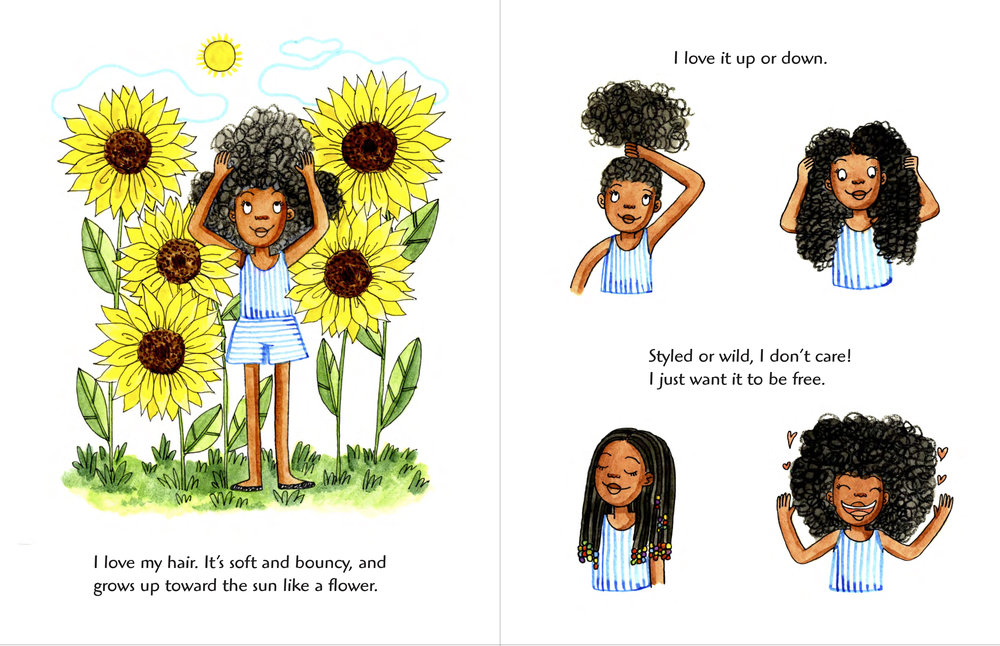 I love my hair. It's soft and bouncy, and
grows up toward the sun like a flower.
I love it up or down.
Styled or wild, I don't care!
I just want it to be free.